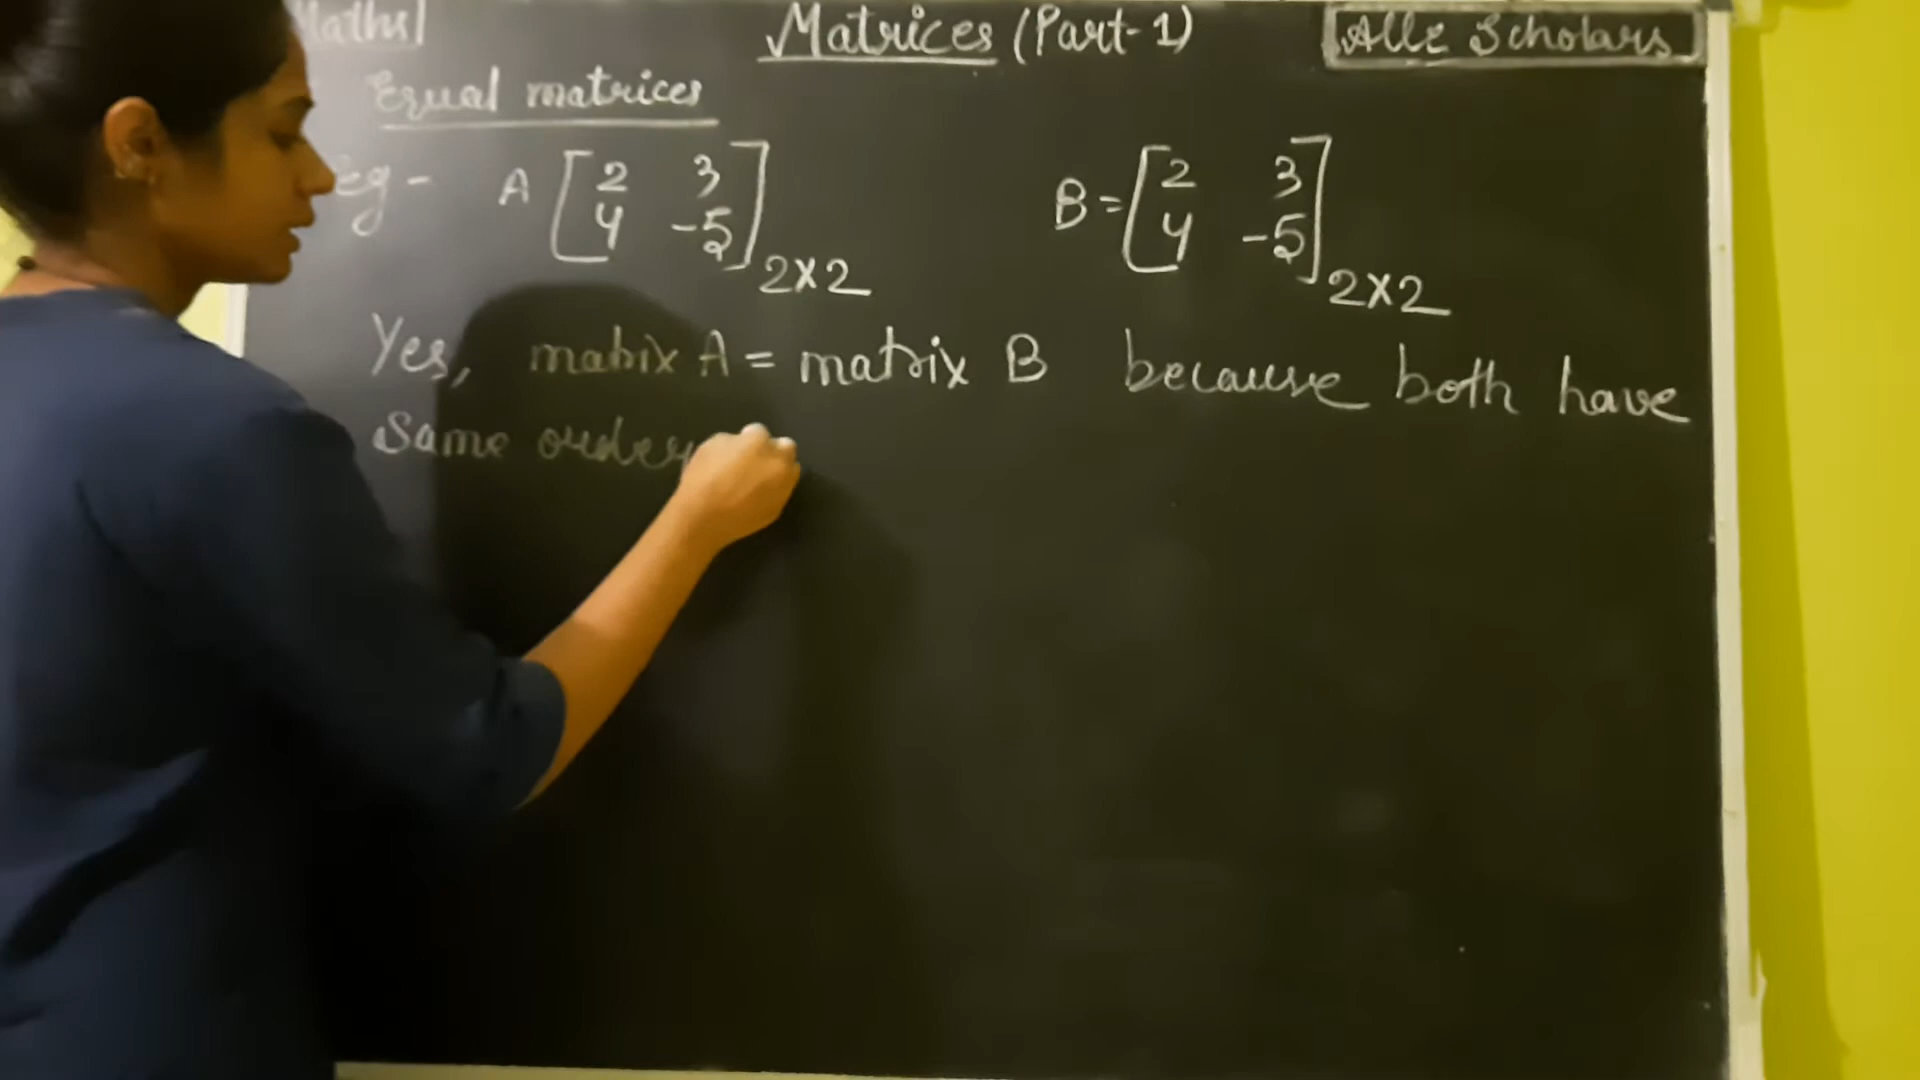 Maths Matrices (Part-1) Alle Scholars
Equal matrices
eg - A [2 3 B = [2 3
4 -5] 2×2 4 -5] 2×2
Yes, matrix A = matrix B because both have
Same order